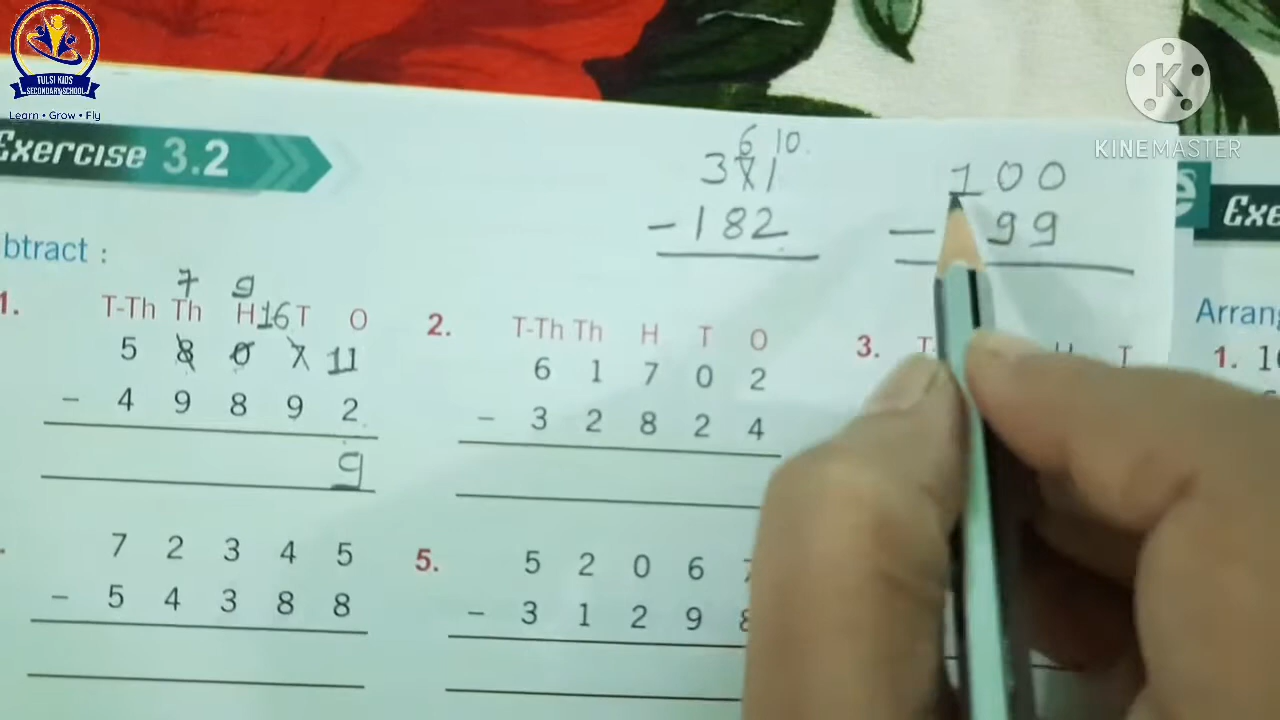 TULSI KIDS
SECONDARY SCHOOL
Learn • Grow • Fly
KINEMASTER
Exercise 3.2
6 10
3 7 1
- 1 8 2
1 0 0
- 9 9
btract :
7 9
1. T-Th Th H 16 T O
5 8 0 7 11
- 4 9 8 9 2
9
2. T-Th Th H T O
6 1 7 0 2
- 3 2 8 2 4
3.
Arran
1.
7 2 3 4 5
- 5 4 3 8 8
5. 5 2 0 6
- 3 1 2 9